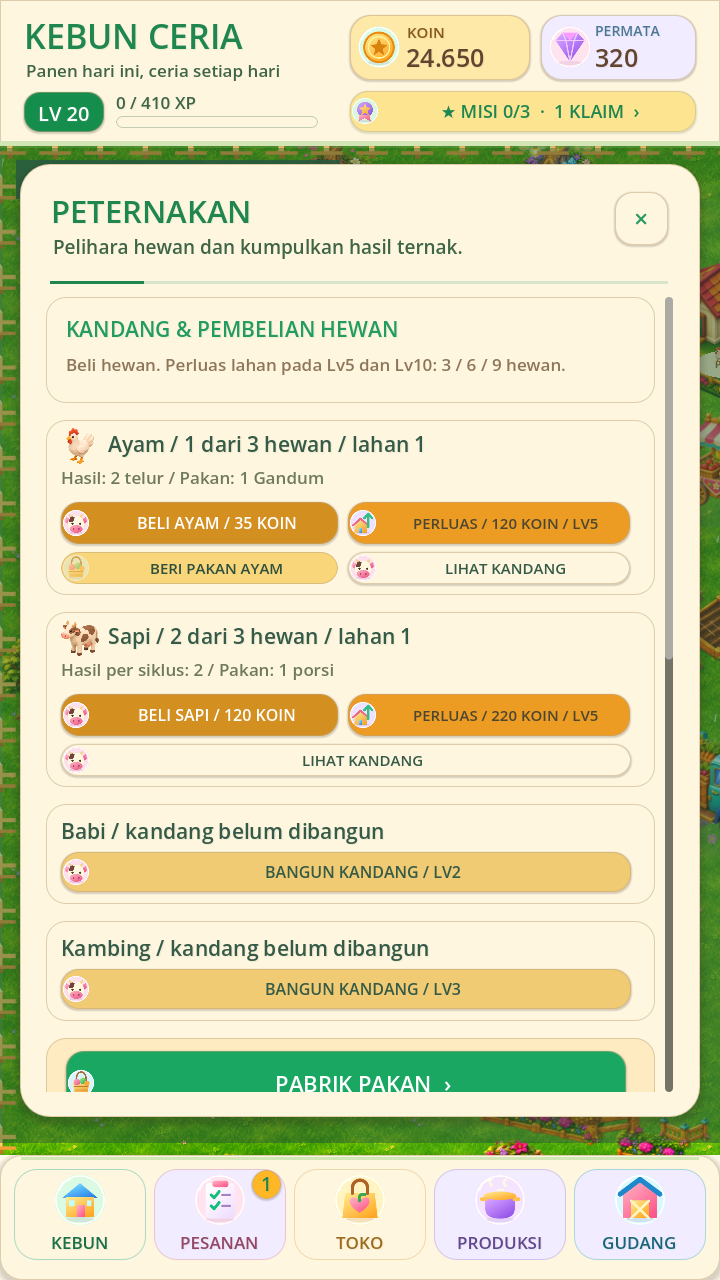 KEBUN CERIA
Panen hari ini, ceria setiap hari
LV 20
0 / 410 XP
KOIN
24.650
PERMATA
320
★ MISI 0/3 · 1 KLAIM ›
PETERNAKAN
Pelihara hewan dan kumpulkan hasil ternak.
×
KANDANG & PEMBELIAN HEWAN
Beli hewan. Perluas lahan pada Lv5 dan Lv10: 3 / 6 / 9 hewan.
Ayam / 1 dari 3 hewan / lahan 1
Hasil: 2 telur / Pakan: 1 Gandum
BELI AYAM / 35 KOIN
PERLUAS / 120 KOIN / LV5
BERI PAKAN AYAM
LIHAT KANDANG
Sapi / 2 dari 3 hewan / lahan 1
Hasil per siklus: 2 / Pakan: 1 porsi
BELI SAPI / 120 KOIN
PERLUAS / 220 KOIN / LV5
LIHAT KANDANG
Babi / kandang belum dibangun
BANGUN KANDANG / LV2
Kambing / kandang belum dibangun
BANGUN KANDANG / LV3
PABRIK PAKAN ›
KEBUN
1
PESANAN
TOKO
PRODUKSI
GUDANG